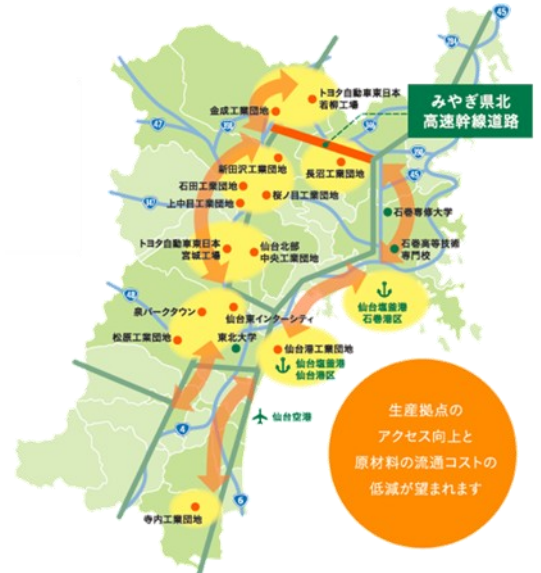 45
284
トヨタ自動車東日本
若柳工場
金成工業団地
みやぎ県北
高速幹線道路
47
398
346
新田沢工業団地
長沼工業団地
398
45
石田工業団地
桜ノ目工業団地
上中目工業団地
347
石巻専修大学
トヨタ自動車東日本
宮城工場
仙台北部
中央工業団地
石巻高等技術
専門校
48
仙台塩釜港
石巻港区
泉パークタウン
仙台東インターシティ
松原工業団地
東北大学
仙台港工業団地
仙台塩釜港
仙台港区
仙台空港
4
6
寺内工業団地
生産拠点の
アクセス向上と
原材料の流通コストの
低減が望まれます